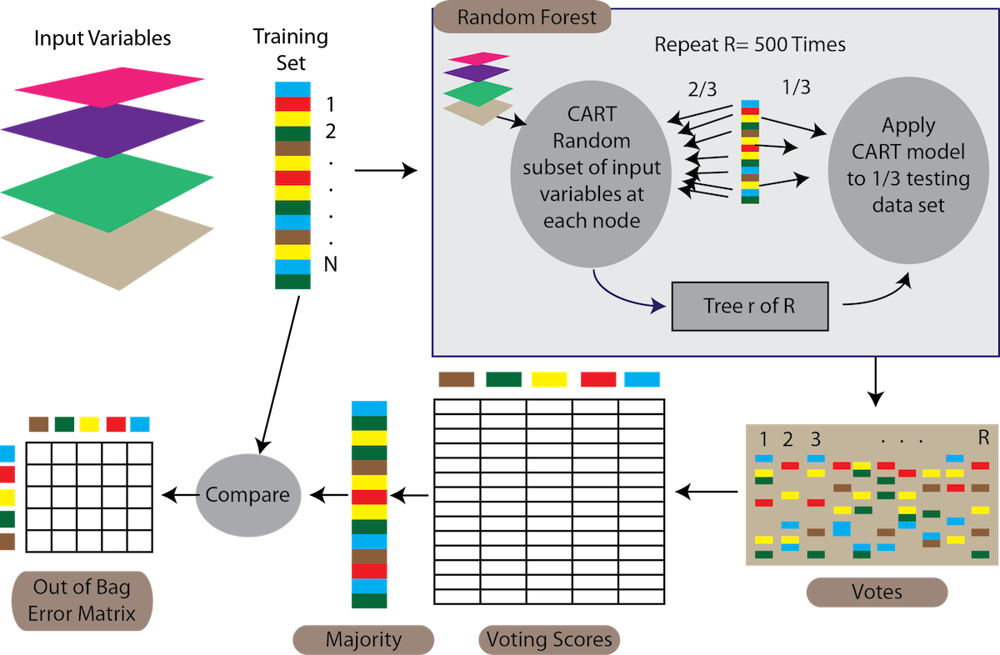 Input Variables
Training
Set
1
2
.
.
.
.
N
Random Forest
Repeat R= 500 Times
2/3
1/3
CART
Random
subset of input
variables at
each node
Apply
CART model
to 1/3 testing
data set
Tree r of R
1 2 3 . . . R
Votes
Voting Scores
Majority
Compare
Out of Bag
Error Matrix